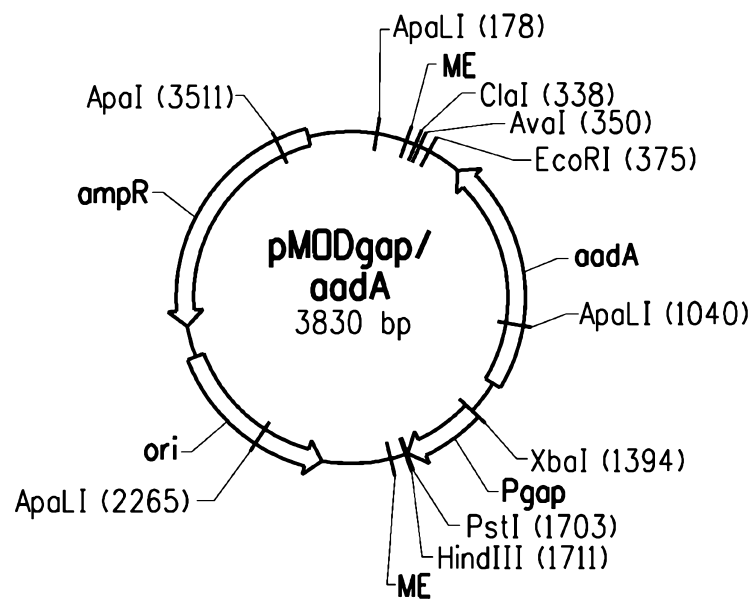 ApaLI (178)
ME
ClaI (338)
AvaI (350)
EcoRI (375)
ApaI (3511)
ampR
pMODgap/
aadA
3830 bp
aadA
ApaLI (1040)
ori
XbaI (1394)
Pgap
ApaLI (2265)
PstI (1703)
HindIII (1711)
ME